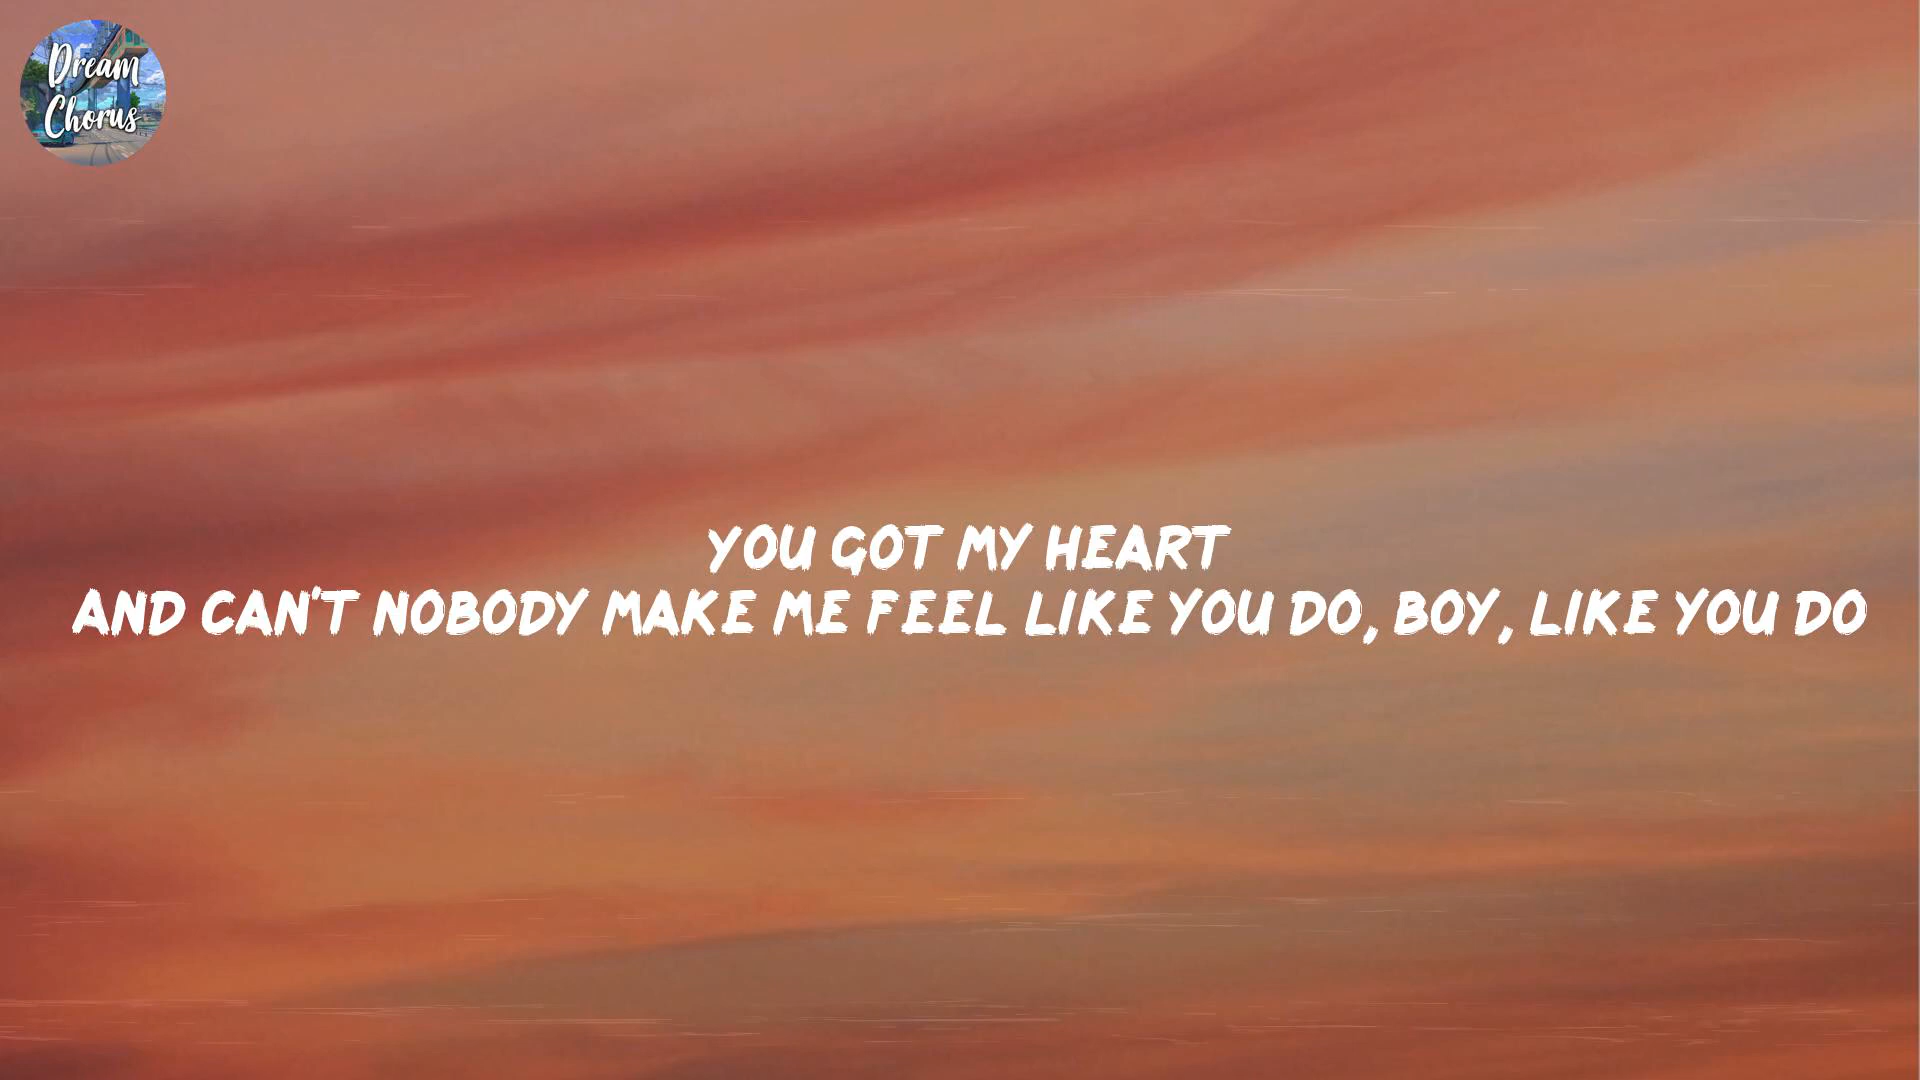 Dream
Chorus
YOU GOT MY HEART
AND CAN'T NOBODY MAKE ME FEEL LIKE YOU DO, BOY, LIKE YOU DO